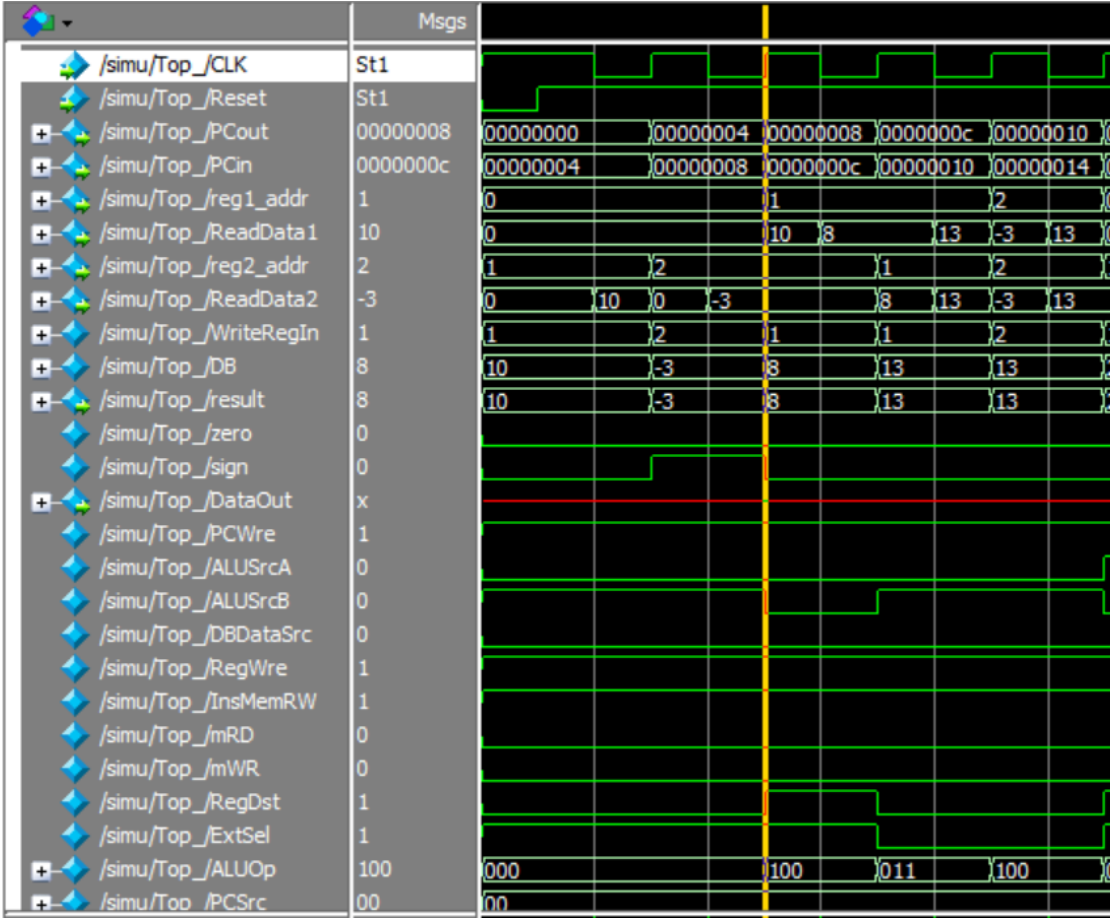 Msgs
/simu/Top_/CLK St1
/simu/Top_/Reset St1
/simu/Top_/PCout 00000008 00000000 00000004 00000008 0000000c 00000010
/simu/Top_/PCin 0000000c 00000004 00000008 0000000c 00000010 00000014
/simu/Top_/reg1_addr 1 0 1 2
/simu/Top_/ReadData1 10 0 10 8 13 -3 13
/simu/Top_/reg2_addr 2 1 2 1 2
/simu/Top_/ReadData2 -3 0 10 0 -3 8 13 -3 13
/simu/Top_/WriteRegIn 1 1 2 1 1 2
/simu/Top_/DB 8 10 -3 8 13 13
/simu/Top_/result 8 10 -3 8 13 13
/simu/Top_/zero 0
/simu/Top_/sign 0
/simu/Top_/DataOut x
/simu/Top_/PCWre 1
/simu/Top_/ALUSrcA 0
/simu/Top_/ALUSrcB 0
/simu/Top_/DBDataSrc 0
/simu/Top_/RegWre 1
/simu/Top_/InsMemRW 1
/simu/Top_/mRD 0
/simu/Top_/mWR 0
/simu/Top_/RegDst 1
/simu/Top_/ExtSel 1
/simu/Top_/ALUOp 100 000 100 011 100
/simu/Top_/PCSrc 00 00